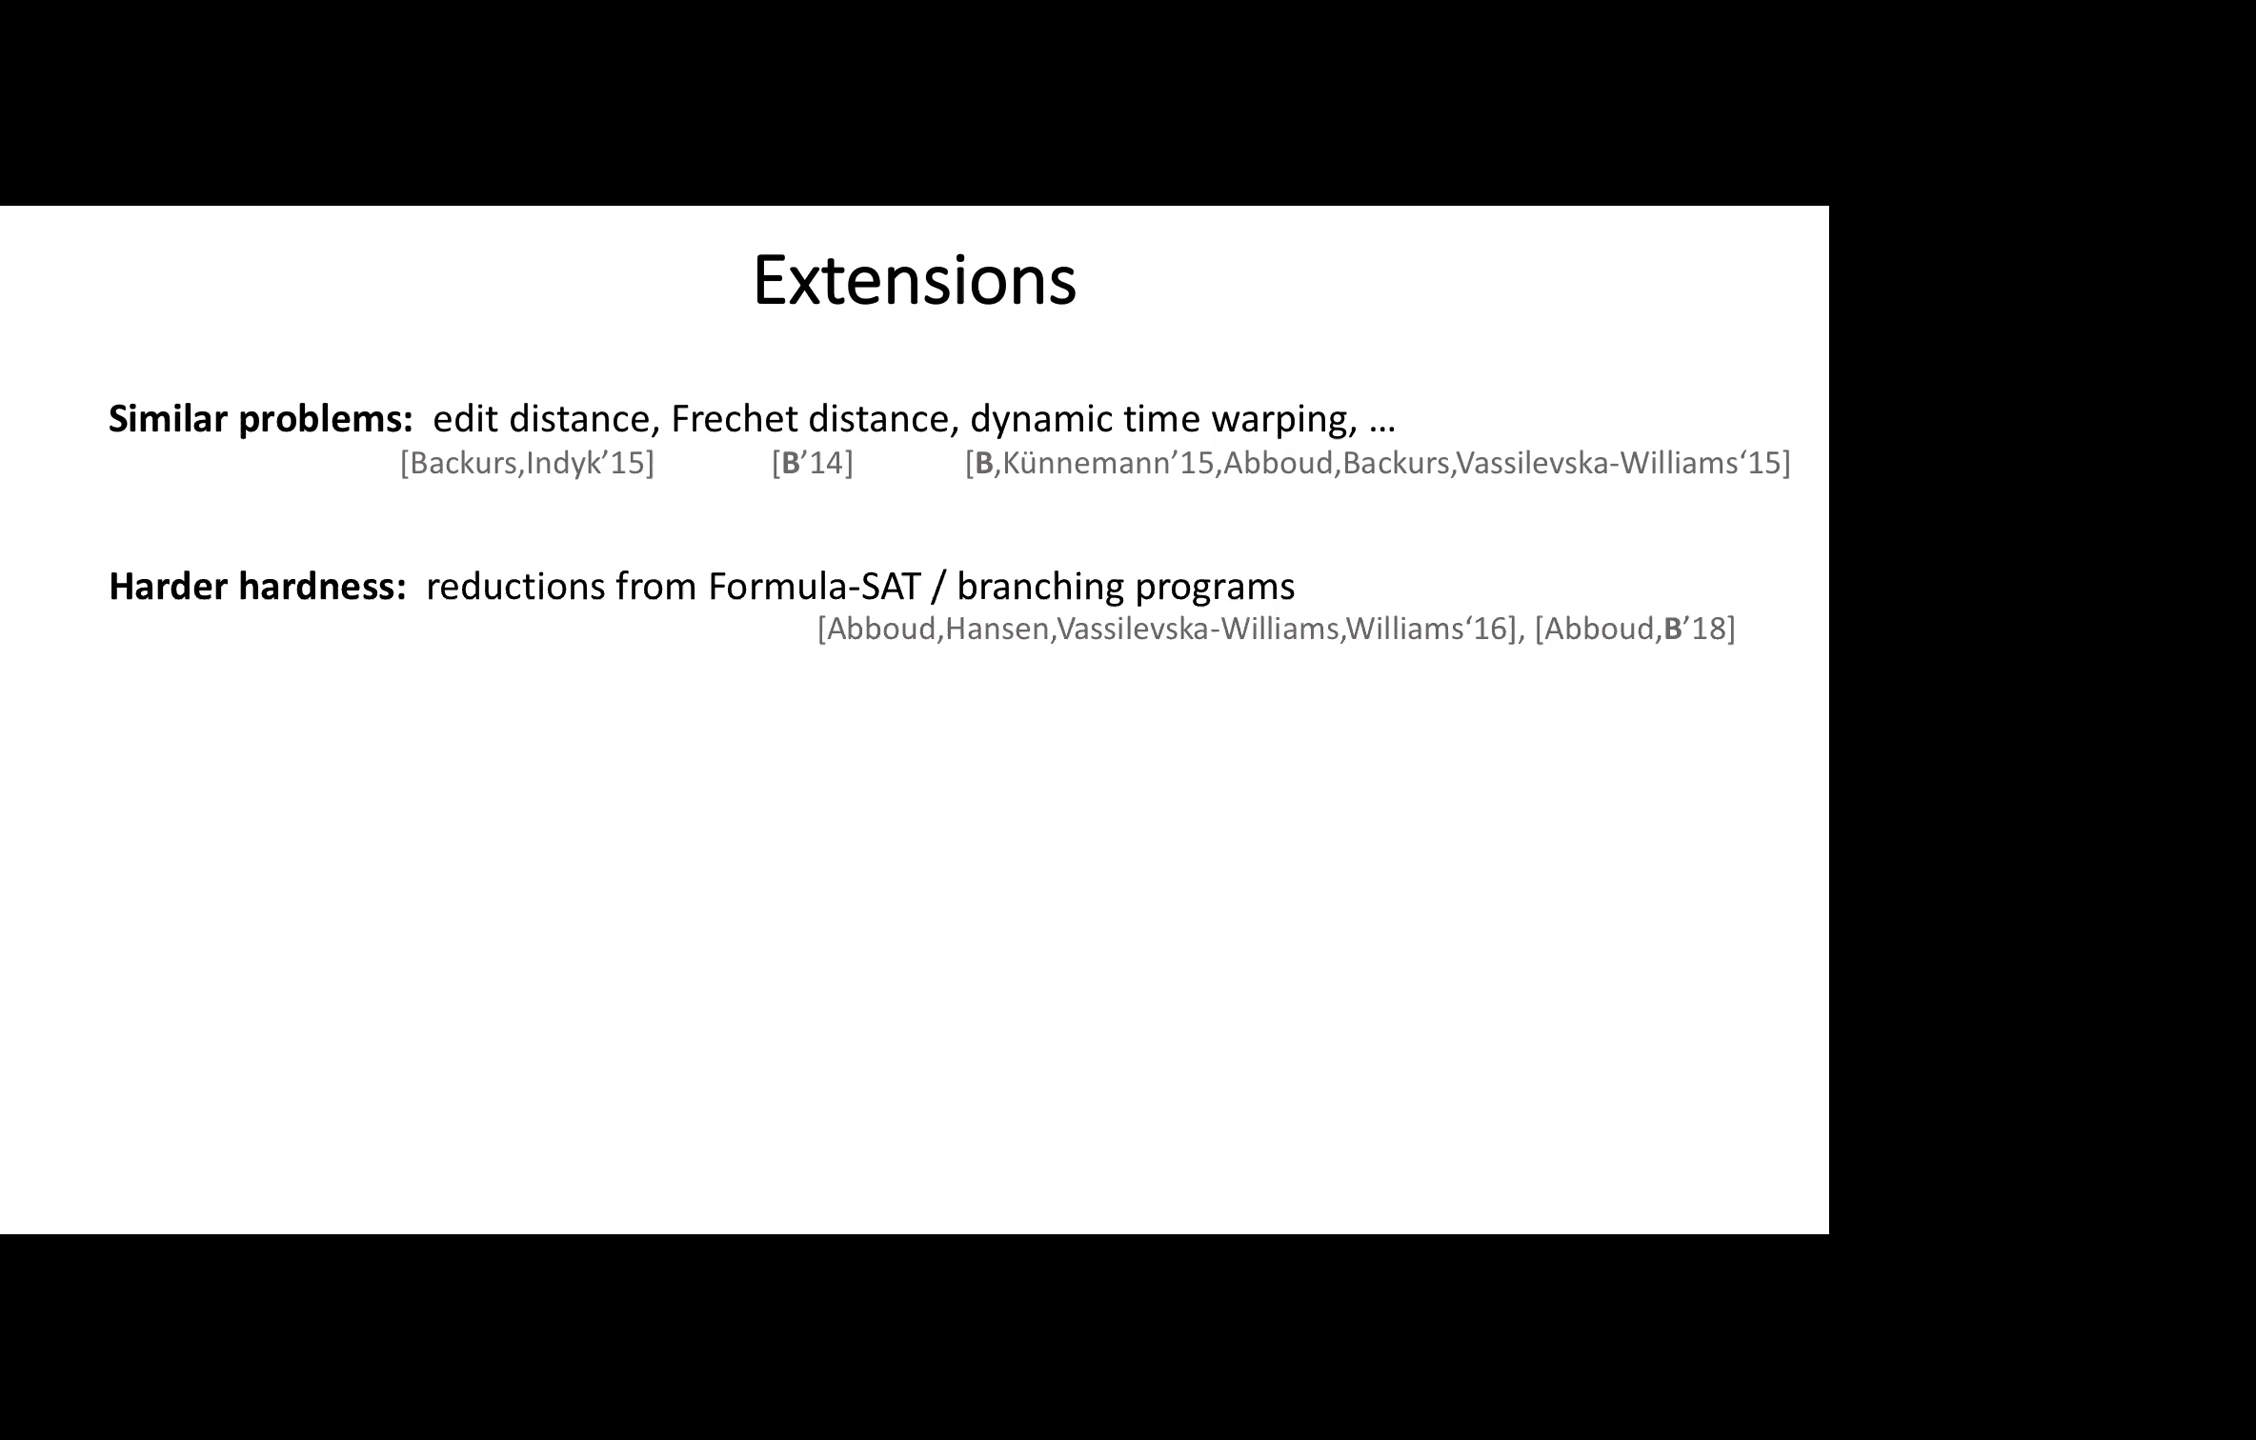 Extensions
Similar problems: edit distance, Frechet distance, dynamic time warping, …
[Backurs,Indyk’15] [B’14] [B,Künnemann’15,Abboud,Backurs,Vassilevska-Williams‘15]
Harder hardness: reductions from Formula-SAT / branching programs
[Abboud,Hansen,Vassilevska-Williams,Williams‘16], [Abboud,B’18]